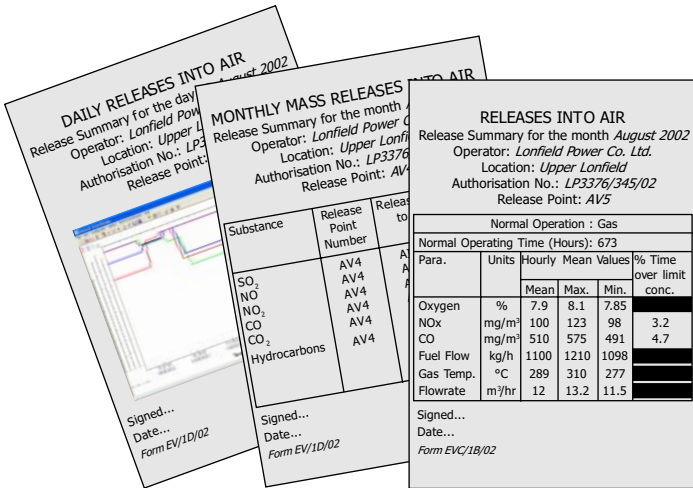 DAILY RELEASES INTO AIR
Release Summary for the day August 2002
Operator: Lonfield Pow
Location: Upper L
Authorisation No.: LP3
Release Point:
Signed...
Date...
Form EV/1D/02
MONTHLY MASS RELEASES INTO AIR
Release Summary for the month
Operator: Lonfield Power C
Location: Upper Lonfi
Authorisation No.: LP3376
Release Point: AV4
Substance Release Point Number Releas to
SO₂ AV4
NO AV4
NO₂ AV4
CO AV4
CO₂ AV4
Hydrocarbons AV4
Signed...
Date...
Form EV/1D/02
RELEASES INTO AIR
Release Summary for the month August 2002
Operator: Lonfield Power Co. Ltd.
Location: Upper Lonfield
Authorisation No.: LP3376/345/02
Release Point: AV5
Normal Operation : Gas
Normal Operating Time (Hours): 673
Para. Units Hourly Mean Values % Time over limit conc.
Mean Max. Min.
Oxygen % 7.9 8.1 7.85
NOx mg/m³ 100 123 98 3.2
CO mg/m³ 510 575 491 4.7
Fuel Flow kg/h 1100 1210 1098
Gas Temp. °C 289 310 277
Flowrate m³/hr 12 13.2 11.5
Signed...
Date...
Form EVC/1B/02